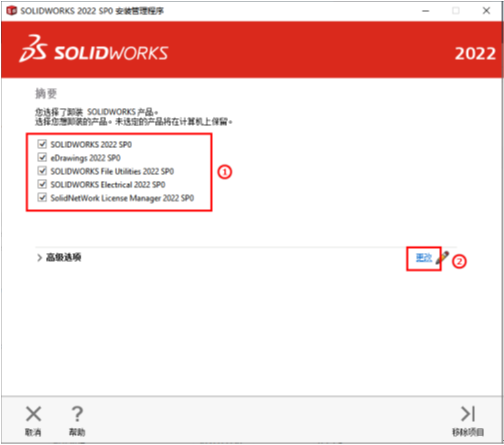 SOLIDWORKS 2022 SP0 安装管理程序
SOLIDWORKS
2022
摘要
您选择了卸装 SOLIDWORKS 产品。
选择您想卸装的产品。未选定的产品将在计算机上保留。
SOLIDWORKS 2022 SP0
eDrawings 2022 SP0
SOLIDWORKS File Utilities 2022 SP0
SOLIDWORKS Electrical 2022 SP0
SolidNetWork License Manager 2022 SP0
①
高级选项
更改
②
取消
帮助
移除项目